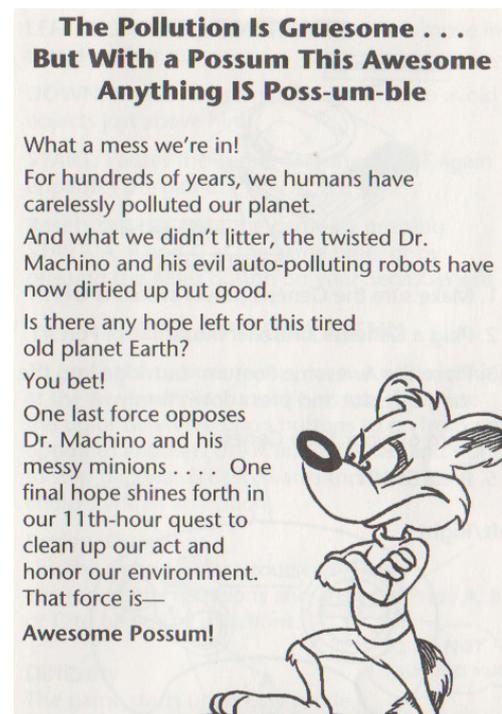 The Pollution Is Gruesome
But With a Possum This Awesome
Anything IS Poss-um-ble
What a mess we're in!
For hundreds of years, we humans have
carelessly polluted our planet.
And what we didn't litter, the twisted Dr.
Machino and his evil auto-polluting robots have
now dirtied up but good.
Is there any hope left for this tired
old planet Earth?
You bet!
One last force opposes
Dr. Machino and his
messy minions . . . One
final hope shines forth in
our 11th-hour quest to
clean up our act and
honor our environment.
That force is—
Awesome Possum!